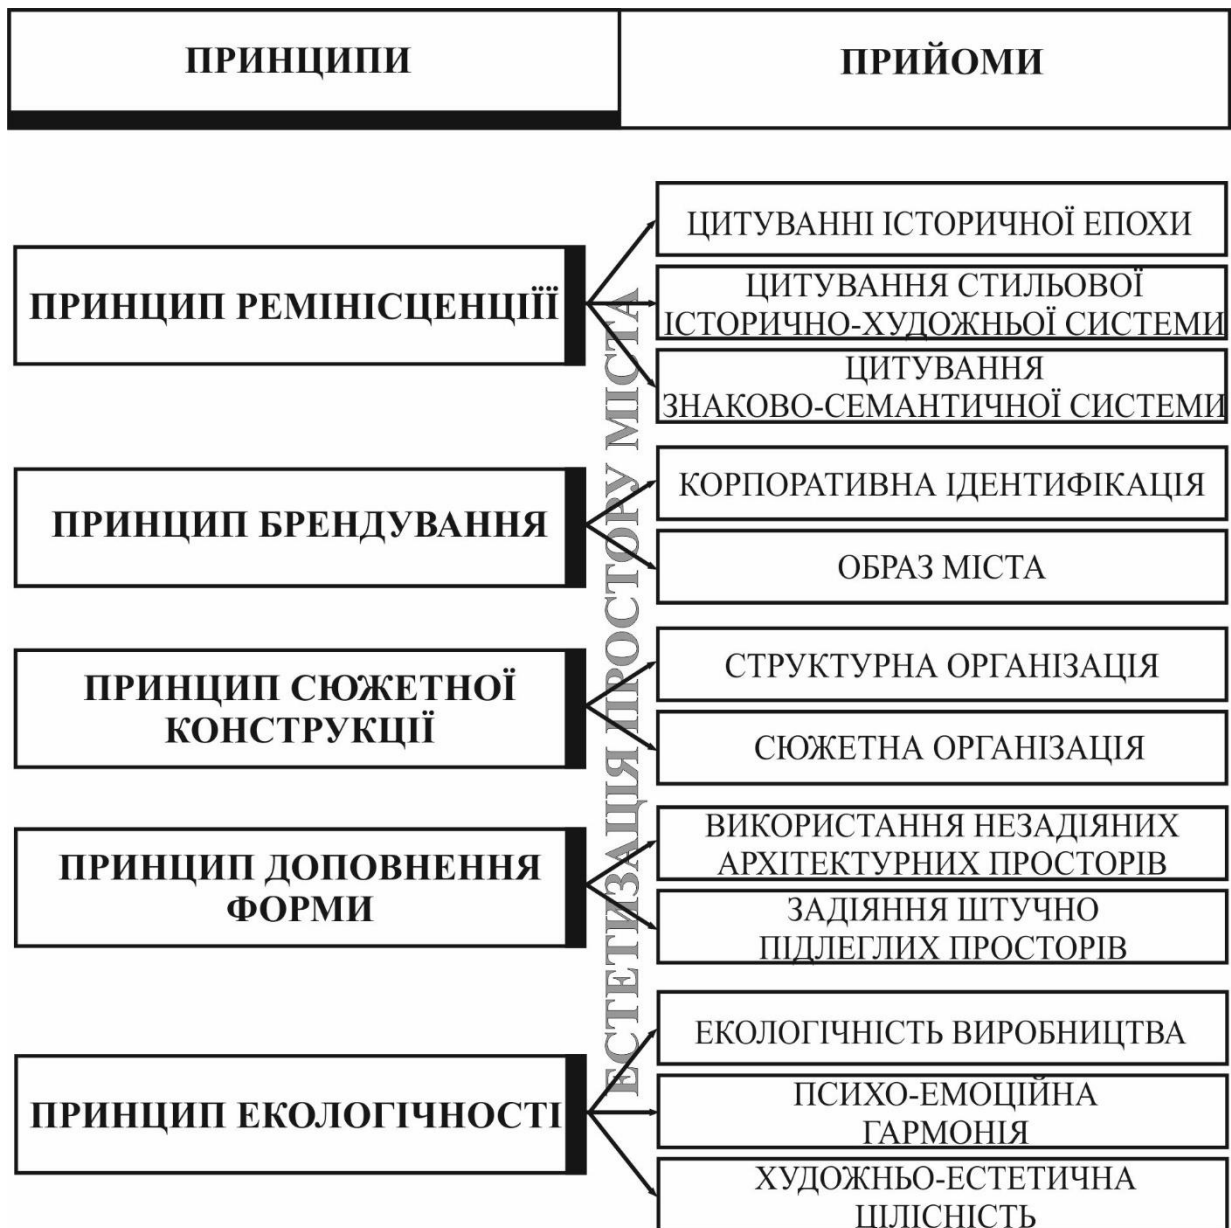 ПРИНЦИПИ
ПРИЙОМИ
ПРИНЦИП РЕМІНІСЦЕНЦІЇЇ
ЦИТУВАННІ ІСТОРИЧНОЇ ЕПОХИ
ЦИТУВАННЯ СТИЛЬОВОЇ
ІСТОРИЧНО-ХУДОЖНЬОЇ СИСТЕМИ
ЦИТУВАННЯ
ЗНАКОВО-СЕМАНТИЧНОЇ СИСТЕМИ
ПРИНЦИП БРЕНДУВАННЯ
КОРПОРАТИВНА ІДЕНТИФІКАЦІЯ
ОБРАЗ МІСТА
ПРИНЦИП СЮЖЕТНОЇ
КОНСТРУКЦІЇ
СТРУКТУРНА ОРГАНІЗАЦІЯ
СЮЖЕТНА ОРГАНІЗАЦІЯ
ПРИНЦИП ДОПОВНЕННЯ
ФОРМИ
ВИКОРИСТАННЯ НЕЗАДІЯНИХ
АРХІТЕКТУРНИХ ПРОСТОРІВ
ЗАДІЯННЯ ШТУЧНО
ПІДЛЕГЛИХ ПРОСТОРІВ
ПРИНЦИП ЕКОЛОГІЧНОСТІ
ЕКОЛОГІЧНІСТЬ ВИРОБНИЦТВА
ПСИХО-ЕМОЦІЙНА
ГАРМОНІЯ
ХУДОЖНЬО-ЕСТЕТИЧНА
ЦІЛІСНІСТЬ
ЕСТЕТИЗАЦІЯ ПРОСТОРУ МІСТА